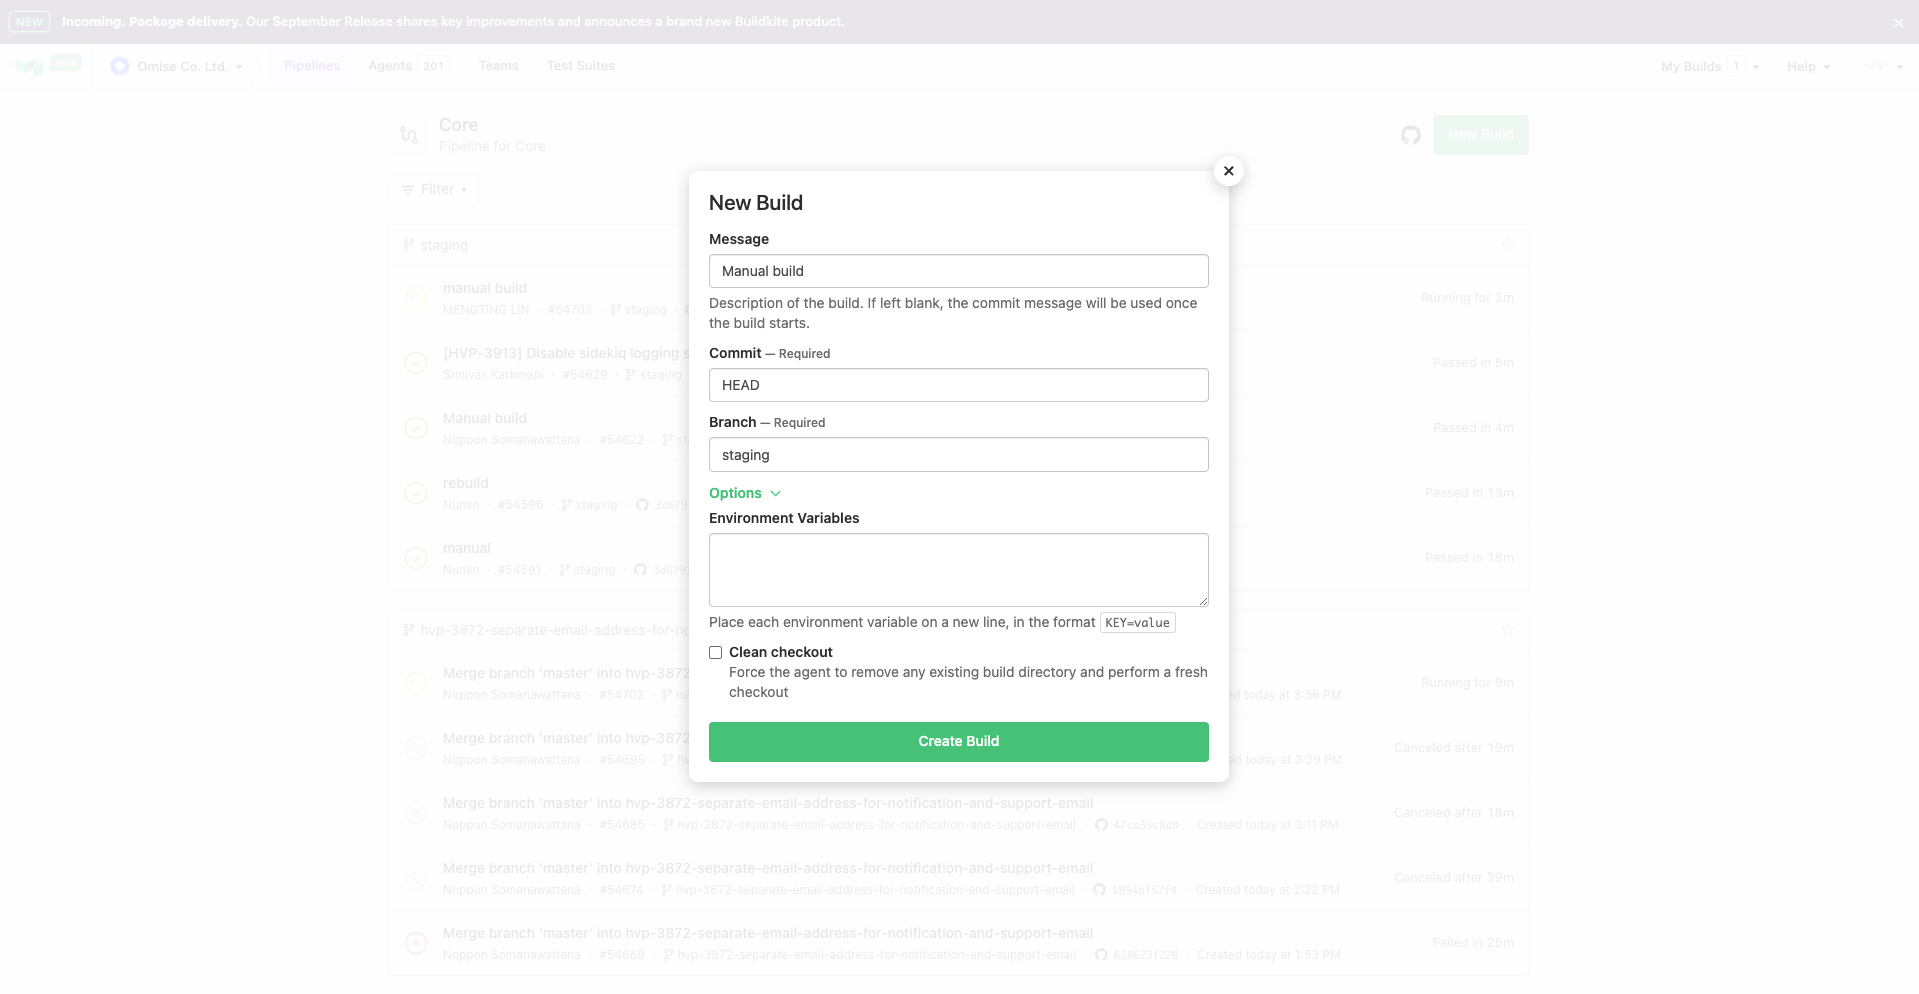 NEW Incoming. Package delivery. Our September Release shares key improvements and announces a brand new Buildkite product.
NEW Omise Co. Ltd. Pipelines Agents 201 Teams Test Suites My Builds 1 Help
Core
Pipeline for Core
New Build
Filter
staging
manual build
MENGTING LIN · #54703 · staging ·
Running for 3m
[HVP-3913] Disable sidekiq logging s
Srinivas Kattimani · #54629 · staging
Passed in 5m
Manual build
Noppon Somanawattana · #54622 · st
Passed in 4m
rebuild
Numin · #54596 · staging · 3d679
Passed in 13m
manual
Numin · #54591 · staging · 3d679
Passed in 18m
hvp-3872-separate-email-address-for-no
Merge branch 'master' into hvp-3872
Noppon Somanawattana · #54702 · hv
ed today at 3:56 PM
Running for 9m
Merge branch 'master' into hvp-3872
Noppon Somanawattana · #54695 · hv
ed today at 3:29 PM
Canceled after 19m
Merge branch 'master' into hvp-3872-separate-email-address-for-notification-and-support-email
Noppon Somanawattana · #54685 · hvp-3872-separate-email-address-for-notification-and-support-email · 47ca33c8a8 · Created today at 3:11 PM
Canceled after 18m
Merge branch 'master' into hvp-3872-separate-email-address-for-notification-and-support-email
Noppon Somanawattana · #54674 · hvp-3872-separate-email-address-for-notification-and-support-email · 1954bf57f4 · Created today at 2:22 PM
Canceled after 39m
Merge branch 'master' into hvp-3872-separate-email-address-for-notification-and-support-email
Noppon Somanawattana · #54669 · hvp-3872-separate-email-address-for-notification-and-support-email · 628623f220 · Created today at 1:53 PM
Failed in 25m
New Build
Message
Manual build
Description of the build. If left blank, the commit message will be used once
the build starts.
Commit — Required
HEAD
Branch — Required
staging
Options
Environment Variables
Place each environment variable on a new line, in the format KEY=value
Clean checkout
Force the agent to remove any existing build directory and perform a fresh
checkout
Create Build